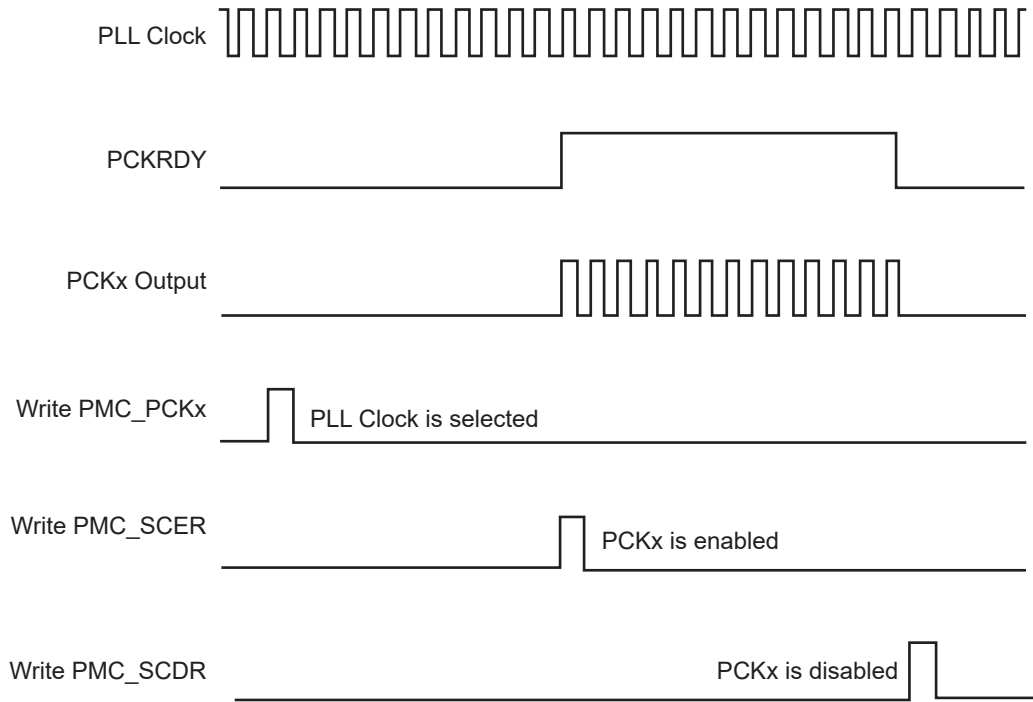 PLL Clock
PCKRDY
PCKx Output
Write PMC_PCKx
PLL Clock is selected
Write PMC_SCER
PCKx is enabled
Write PMC_SCDR
PCKx is disabled